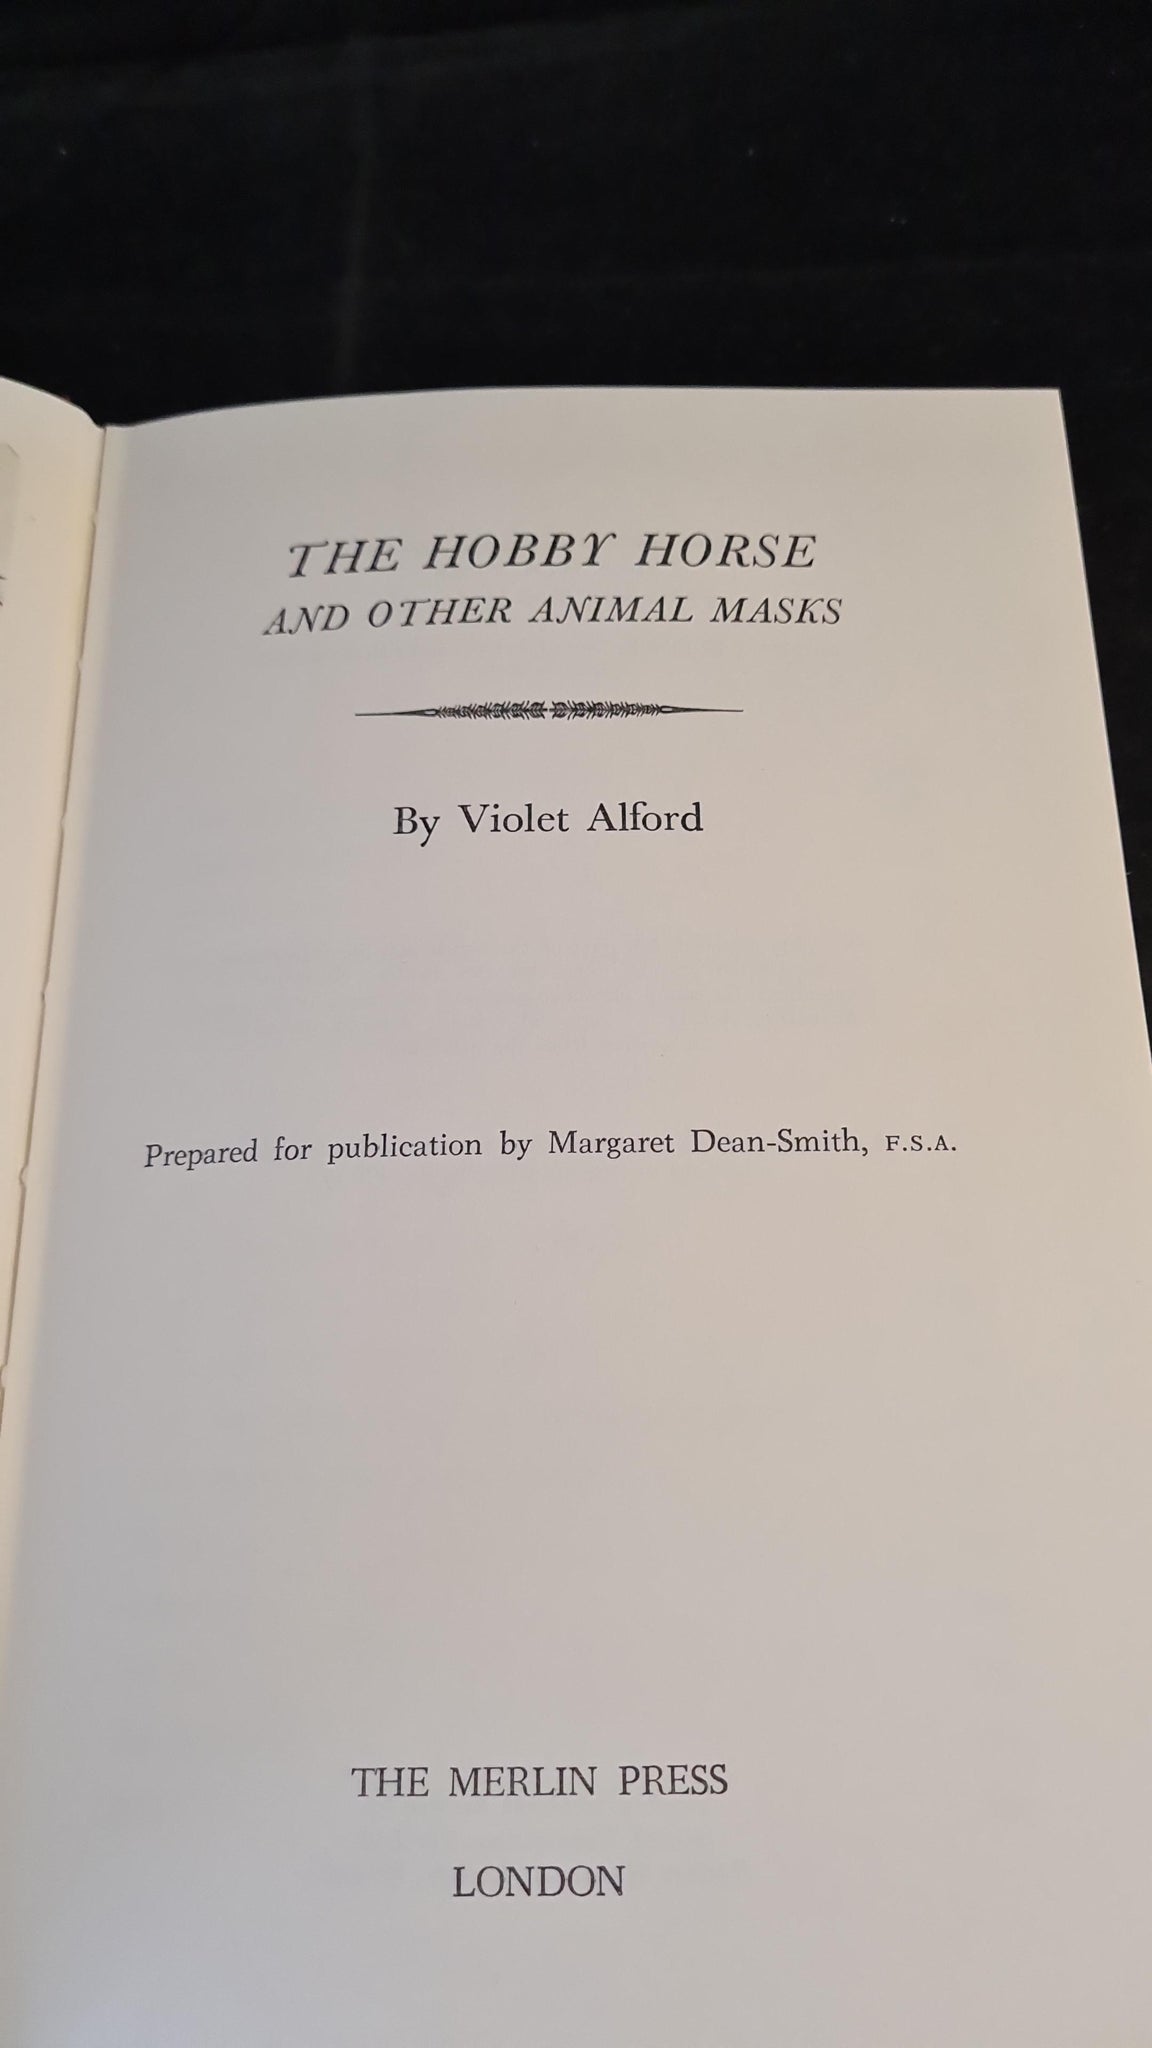 THE HOBBY HORSE
AND OTHER ANIMAL MASKS
By Violet Alford
Prepared for publication by Margaret Dean-Smith, F.S.A.
THE MERLIN PRESS
LONDON